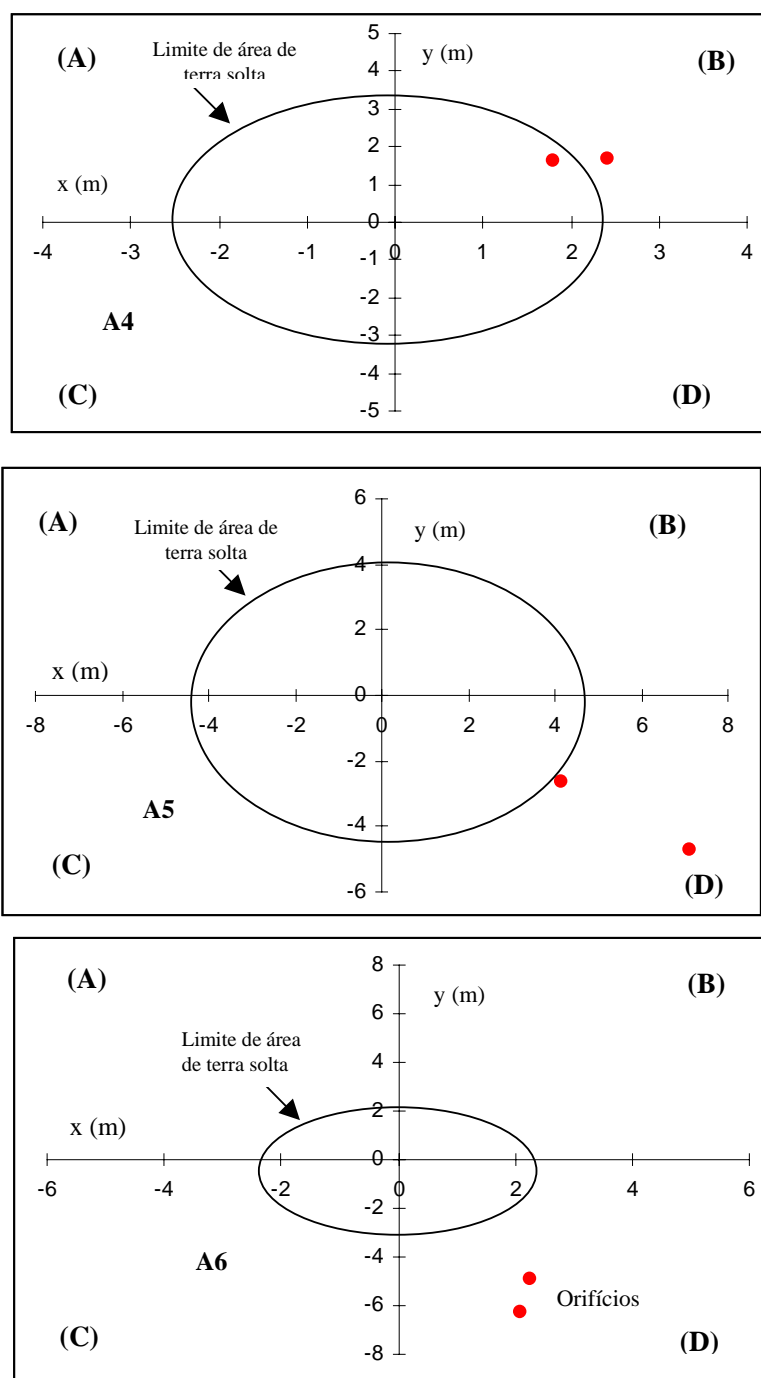 (A)
Limite de área de
terra solta
y (m)
(B)
5
4
3
2
1
0
-1
-2
-3
-4
-5
x (m)
-4 -3 -2 -1 0 1 2 3 4
A4
(C)
(D)
(A)
Limite de área de
terra solta
y (m)
(B)
6
4
2
0
-2
-4
-6
x (m)
-8 -6 -4 -2 0 2 4 6 8
A5
(C)
(D)
(A)
Limite de área
de terra solta
y (m)
(B)
8
6
4
2
0
-2
-4
-6
-8
x (m)
-6 -4 -2 0 2 4 6
A6
Orifícios
(C)
(D)